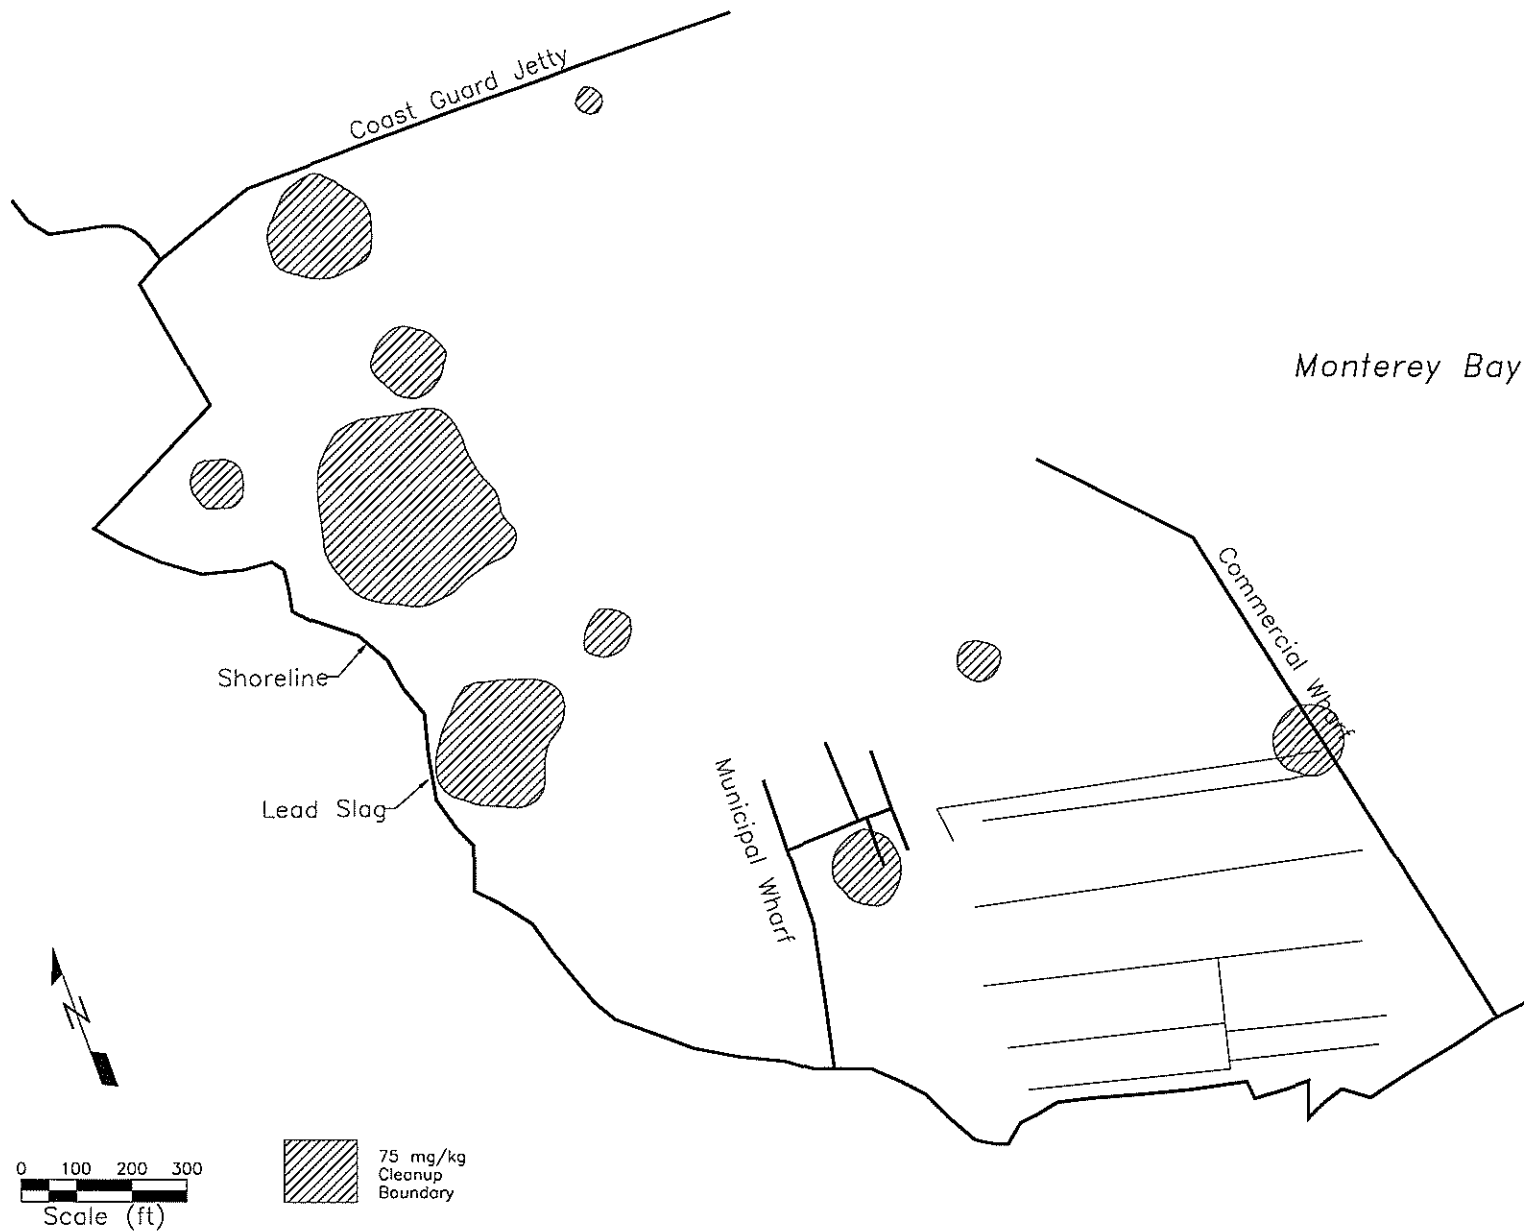 Coast Guard Jetty
Monterey Bay
Commercial Wharf
Shoreline
Lead Slag
Municipal Wharf
N
0 100 200 300
Scale (ft)
75 mg/kg
Cleanup
Boundary